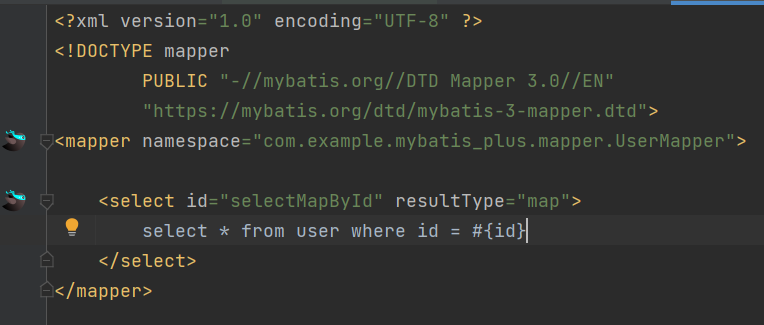 <?xml version="1.0" encoding="UTF-8" ?>
<!DOCTYPE mapper
        PUBLIC "-//mybatis.org//DTD Mapper 3.0//EN"
        "https://mybatis.org/dtd/mybatis-3-mapper.dtd">
<mapper namespace="com.example.mybatis_plus.mapper.UserMapper">
    <select id="selectMapById" resultType="map">
        select * from user where id = #{id}
    </select>
</mapper>